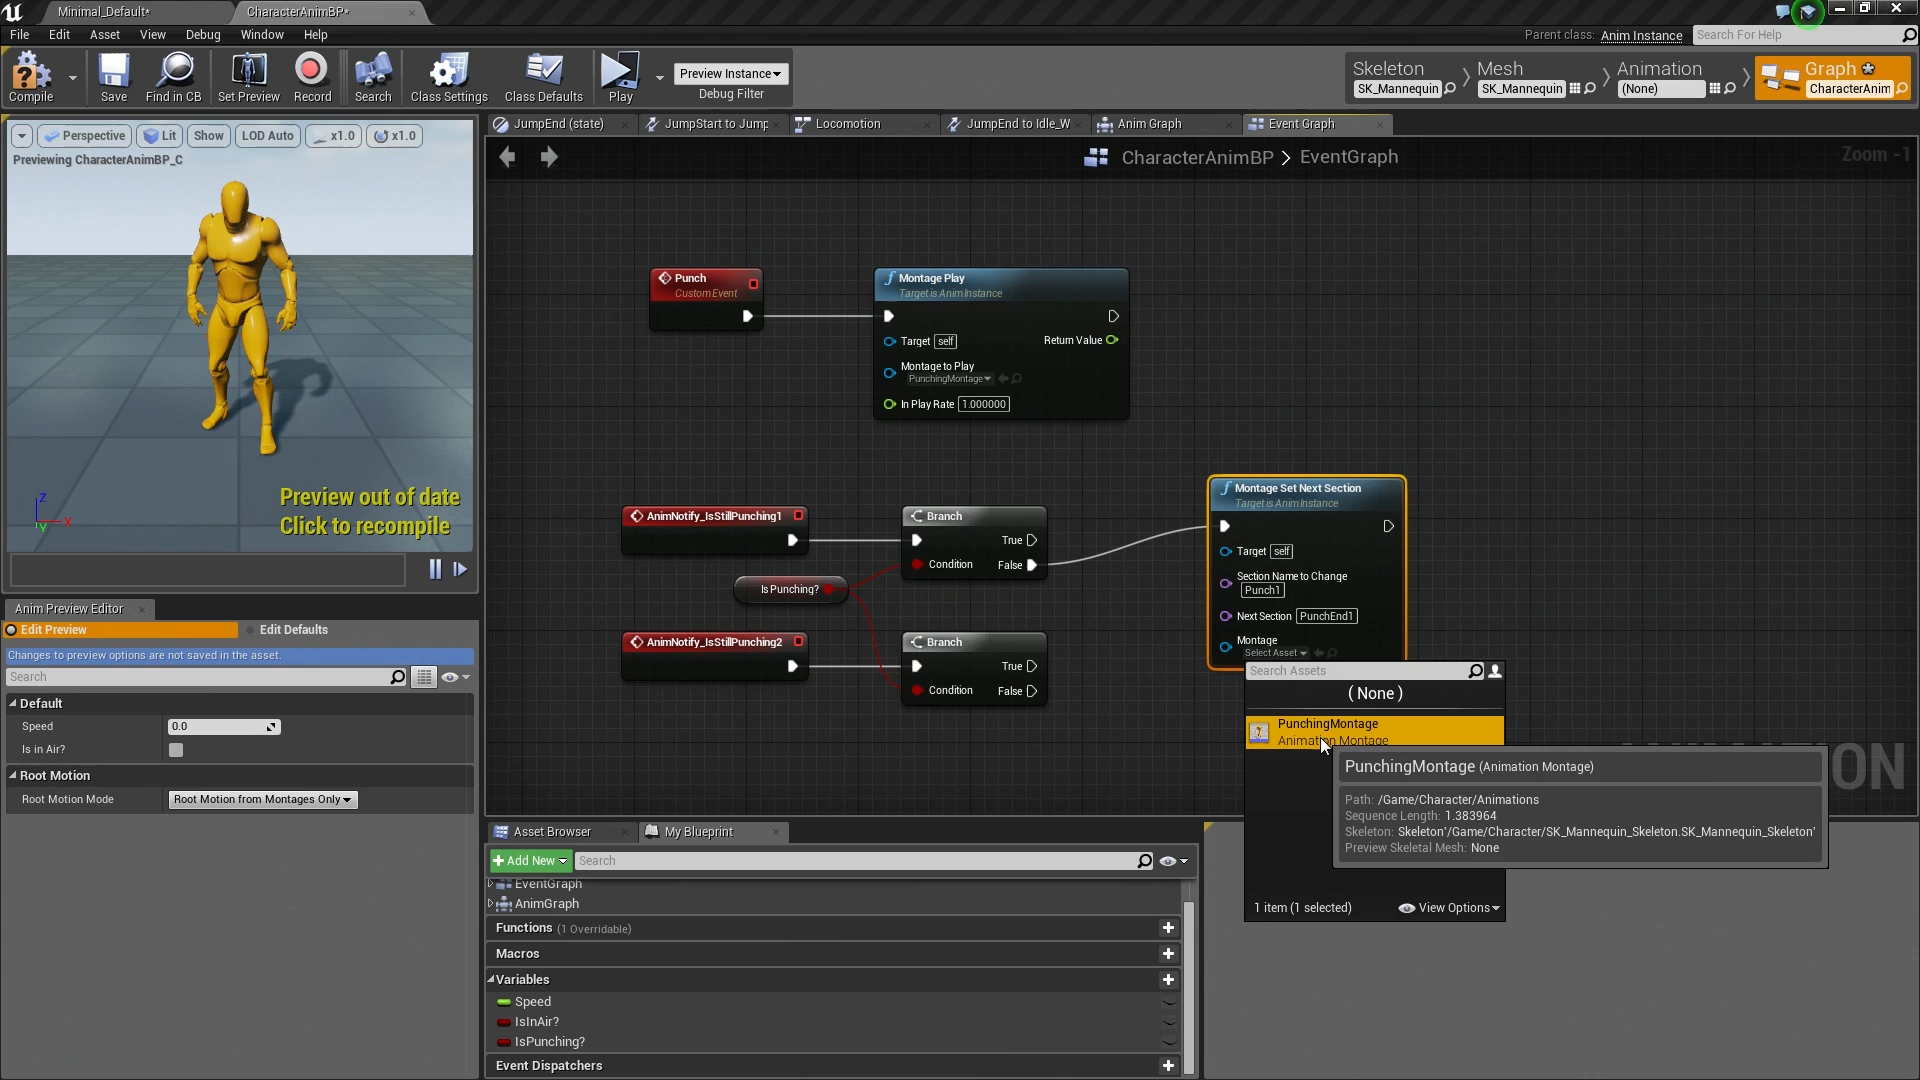 Minimal_Default*
CharacterAnimBP*
File Edit Asset View Debug Window Help
Parent class: Anim Instance
Search For Help
Compile
Save
Find in CB
Set Preview
Record
Search
Class Settings
Class Defaults
Play
Preview Instance
Debug Filter
Skeleton
SK_Mannequin
Mesh
SK_Mannequin
Animation
(None)
Graph
CharacterAnim
Perspective
Lit
Show
LOD Auto
x1.0
x1.0
Previewing CharacterAnimBP_C
Z
X
Y
Preview out of date
Click to recompile
Anim Preview Editor
Edit Preview
Edit Defaults
Changes to preview options are not saved in the asset.
Search
Default
Speed 0.0
Is in Air?
Root Motion
Root Motion Mode Root Motion from Montages Only
JumpEnd (state)
JumpStart to Jump
Locomotion
JumpEnd to Idle_W
Anim Graph
Event Graph
CharacterAnimBP > EventGraph
Zoom -1
Punch
Custom Event
Montage Play
Target is Anim Instance
Target self
Return Value
Montage to Play
PunchingMontage
In Play Rate 1.000000
AnimNotify_IsStillPunching1
Branch
True
Condition
False
Is Punching?
AnimNotify_IsStillPunching2
Branch
True
Condition
False
Montage Set Next Section
Target is Anim Instance
Target self
Section Name to Change
Punch1
Next Section PunchEnd1
Montage
Select Asset
Search Assets
( None )
PunchingMontage
Animation Montage
PunchingMontage (Animation Montage)
Path: /Game/Character/Animations
Sequence Length: 1.383964
Skeleton: Skeleton'/Game/Character/SK_Mannequin_Skeleton.SK_Mannequin_Skeleton'
Preview Skeletal Mesh: None
1 item (1 selected)
View Options
Asset Browser
My Blueprint
Add New
Search
EventGraph
AnimGraph
Functions (1 Overridable)
Macros
Variables
Speed
IsInAir?
IsPunching?
Event Dispatchers